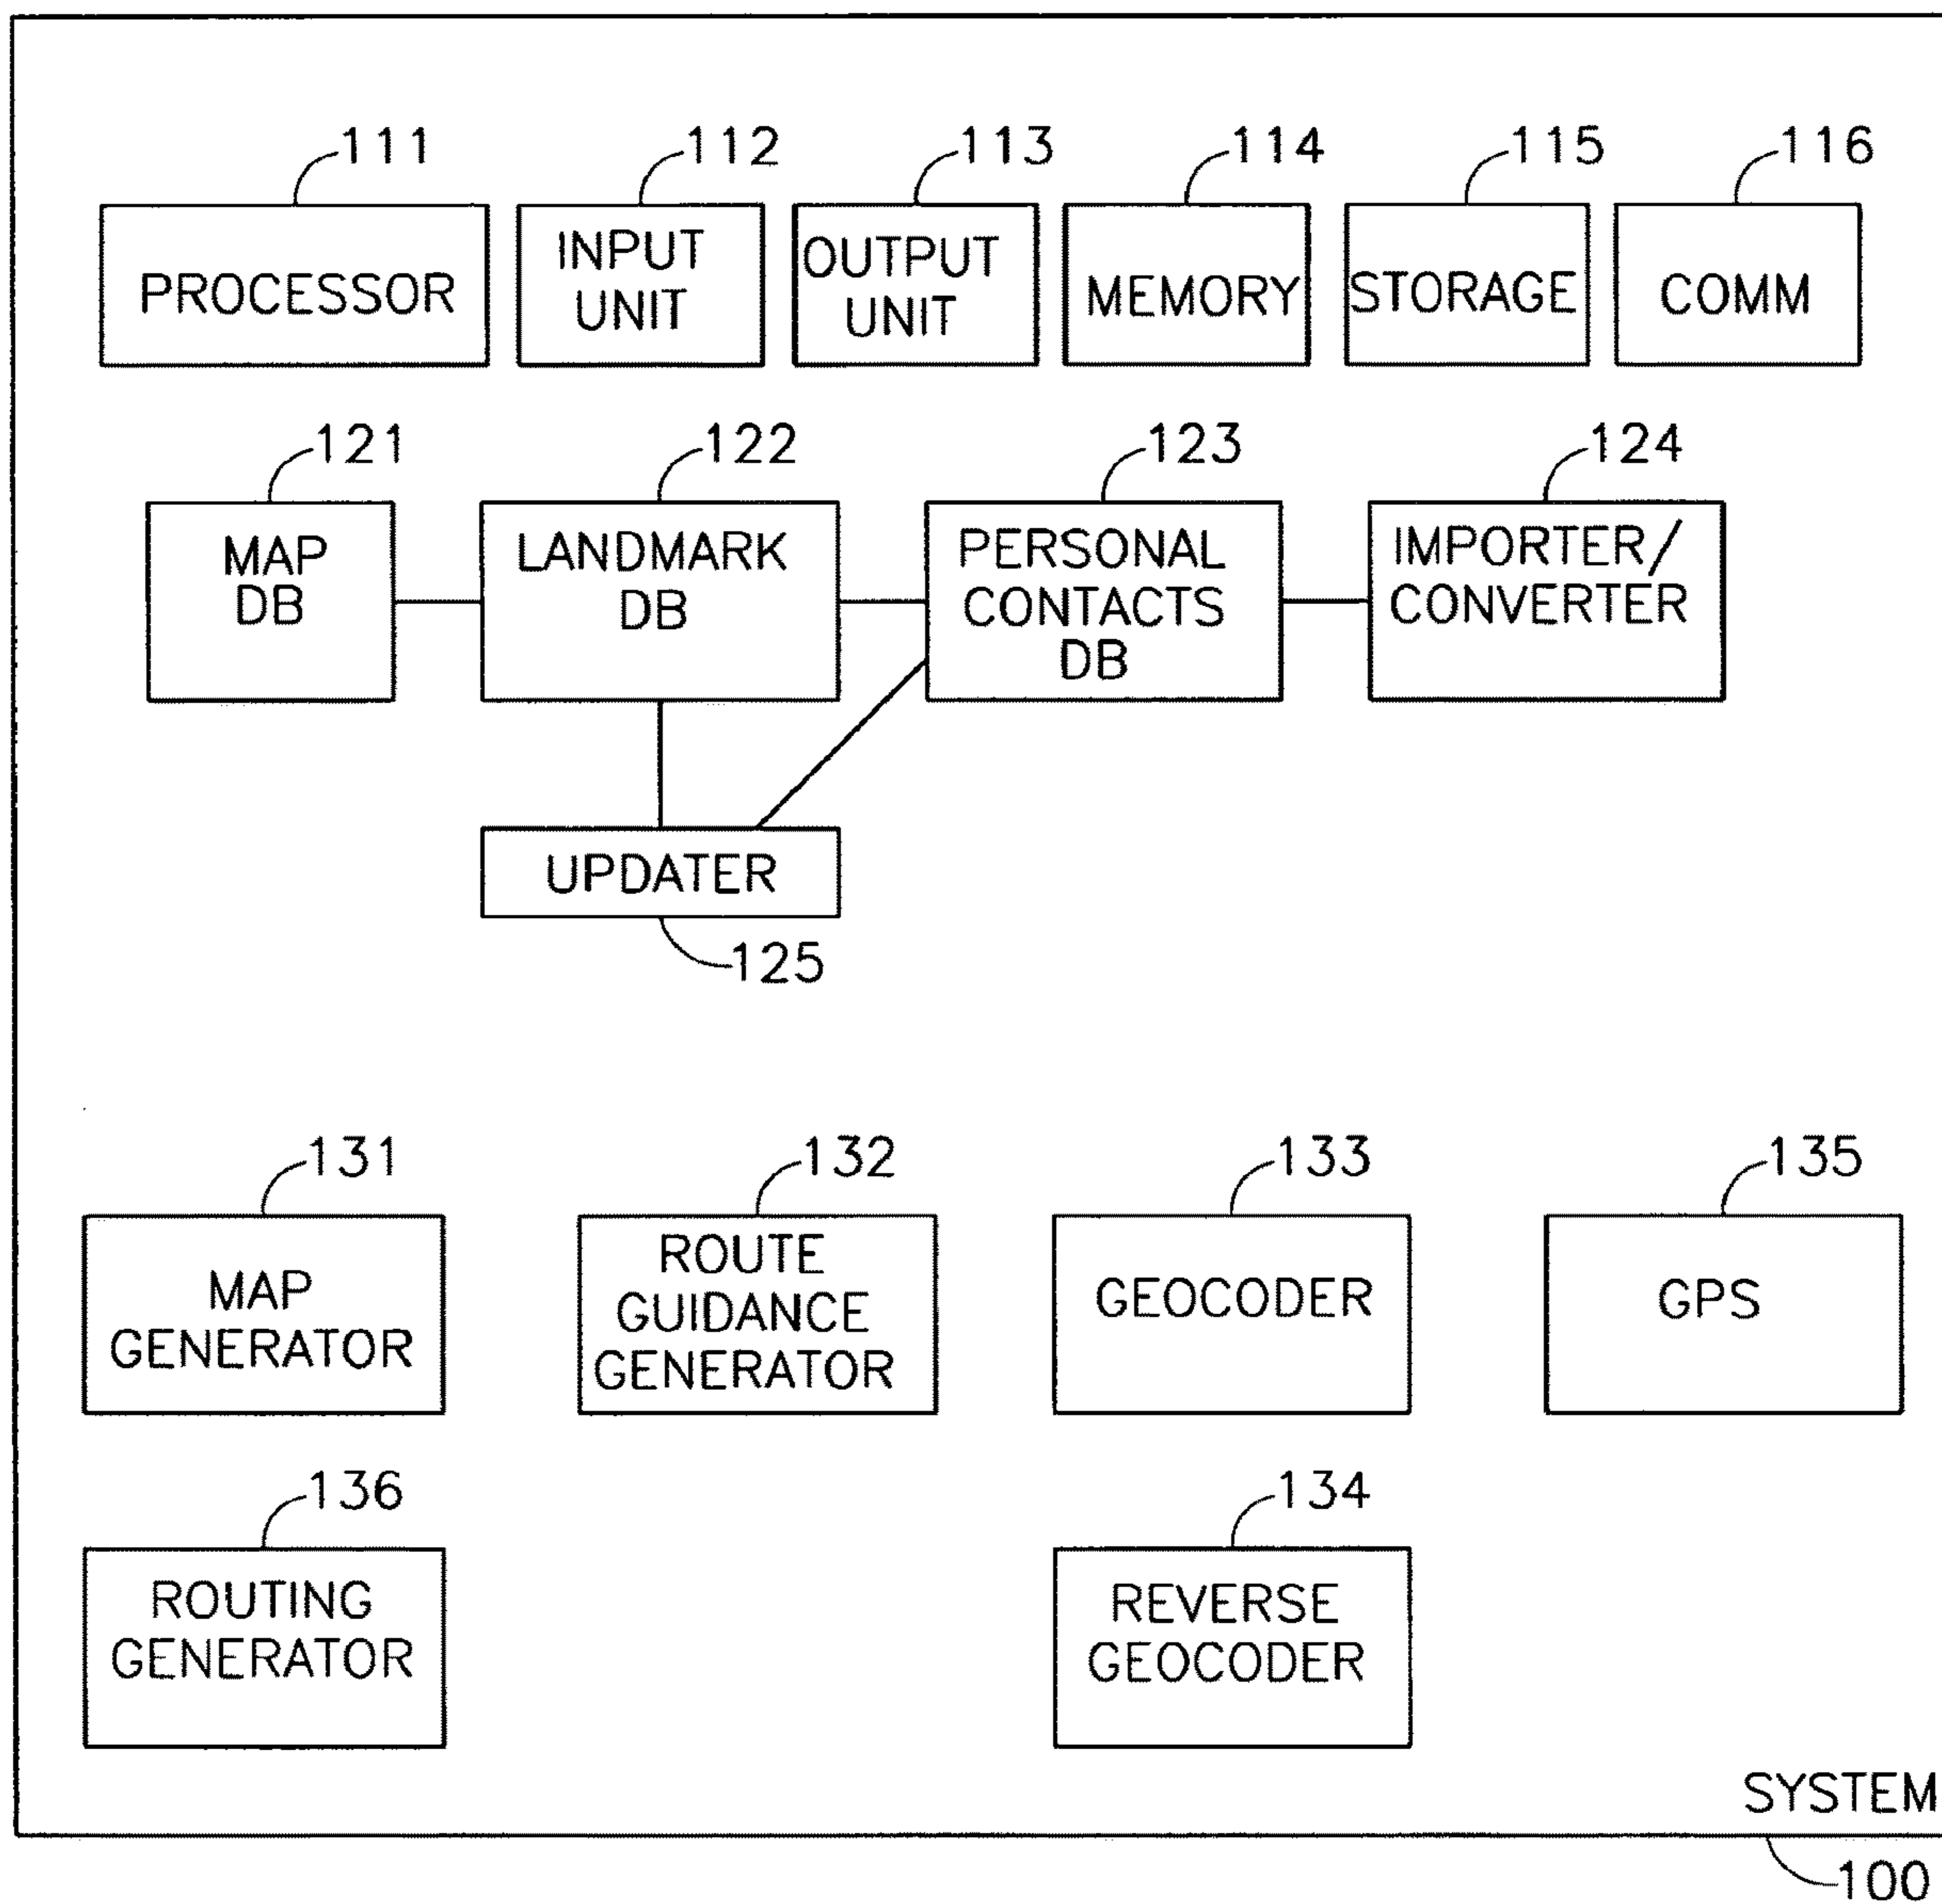 111 112 113 114 115 116
PROCESSOR
INPUT
UNIT
OUTPUT
UNIT
MEMORY
STORAGE
COMM
121 122 123 124
MAP
DB
LANDMARK
DB
PERSONAL
CONTACTS
DB
IMPORTER/
CONVERTER
UPDATER
125
131 132 133 135
MAP
GENERATOR
ROUTE
GUIDANCE
GENERATOR
GEOCODER
GPS
136 134
ROUTING
GENERATOR
REVERSE
GEOCODER
SYSTEM
100